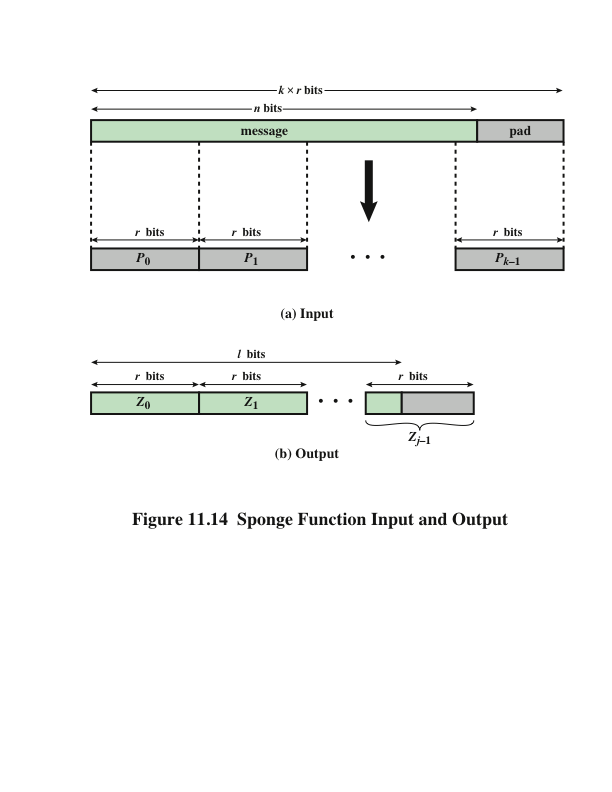 k × r bits
n bits
message pad
r bits r bits r bits
P0 P1 . . . Pk–1
(a) Input
l bits
r bits r bits r bits
Z0 Z1 . . .
Zj–1
(b) Output
Figure 11.14 Sponge Function Input and Output